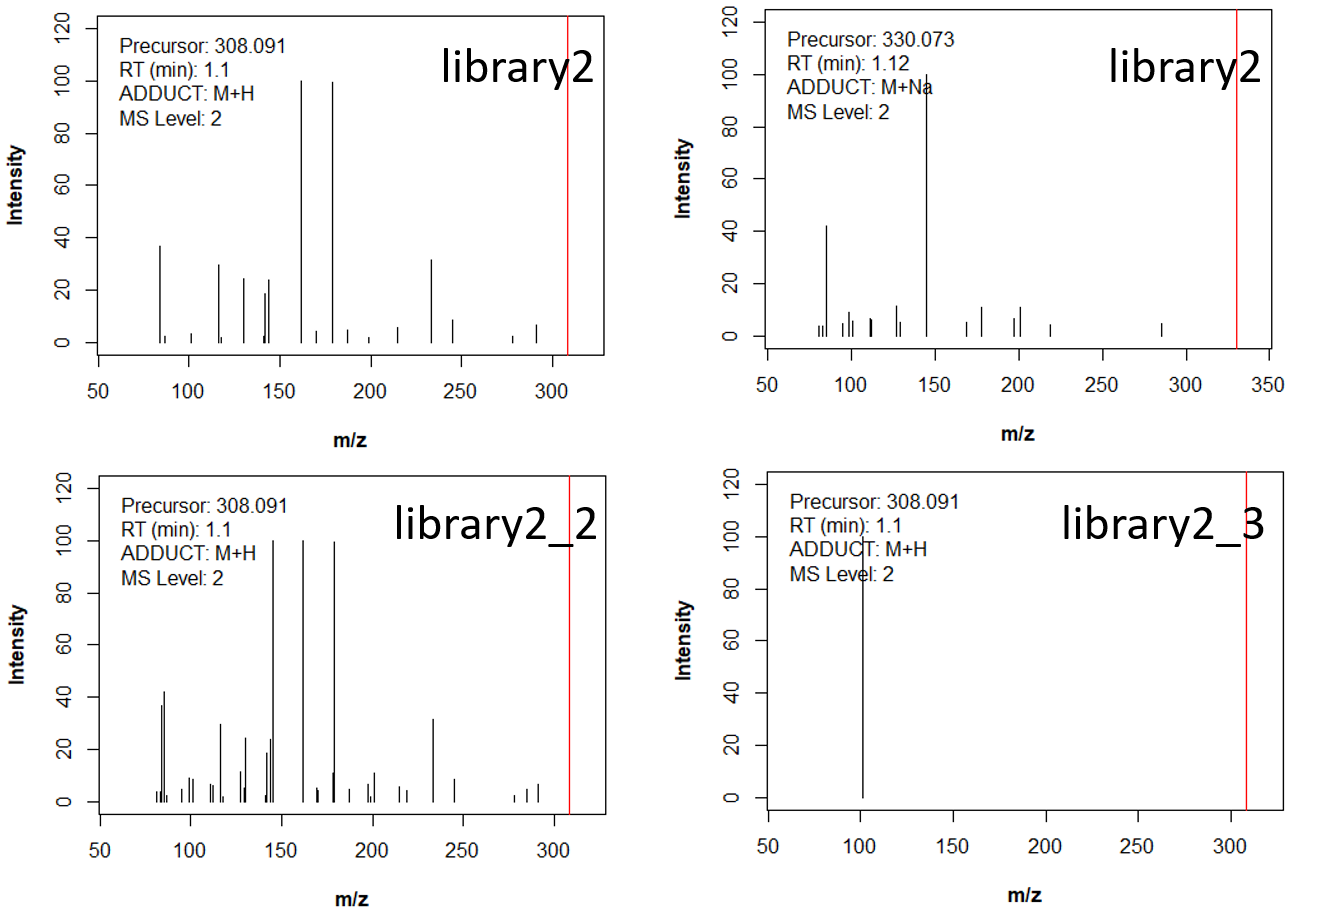 Precursor: 308.091
RT (min): 1.1
ADDUCT: M+H
MS Level: 2
library2
120
100
80
60
40
20
0
Intensity
50 100 150 200 250 300
m/z
Precursor: 330.073
RT (min): 1.12
ADDUCT: M+Na
MS Level: 2
library2
120
100
80
60
40
20
0
Intensity
50 100 150 200 250 300 350
m/z
Precursor: 308.091
RT (min): 1.1
ADDUCT: M+H
MS Level: 2
library2_2
120
100
80
60
40
20
0
Intensity
50 100 150 200 250 300
m/z
Precursor: 308.091
RT (min): 1.1
ADDUCT: M+H
MS Level: 2
library2_3
120
100
80
60
40
20
0
Intensity
50 100 150 200 250 300
m/z